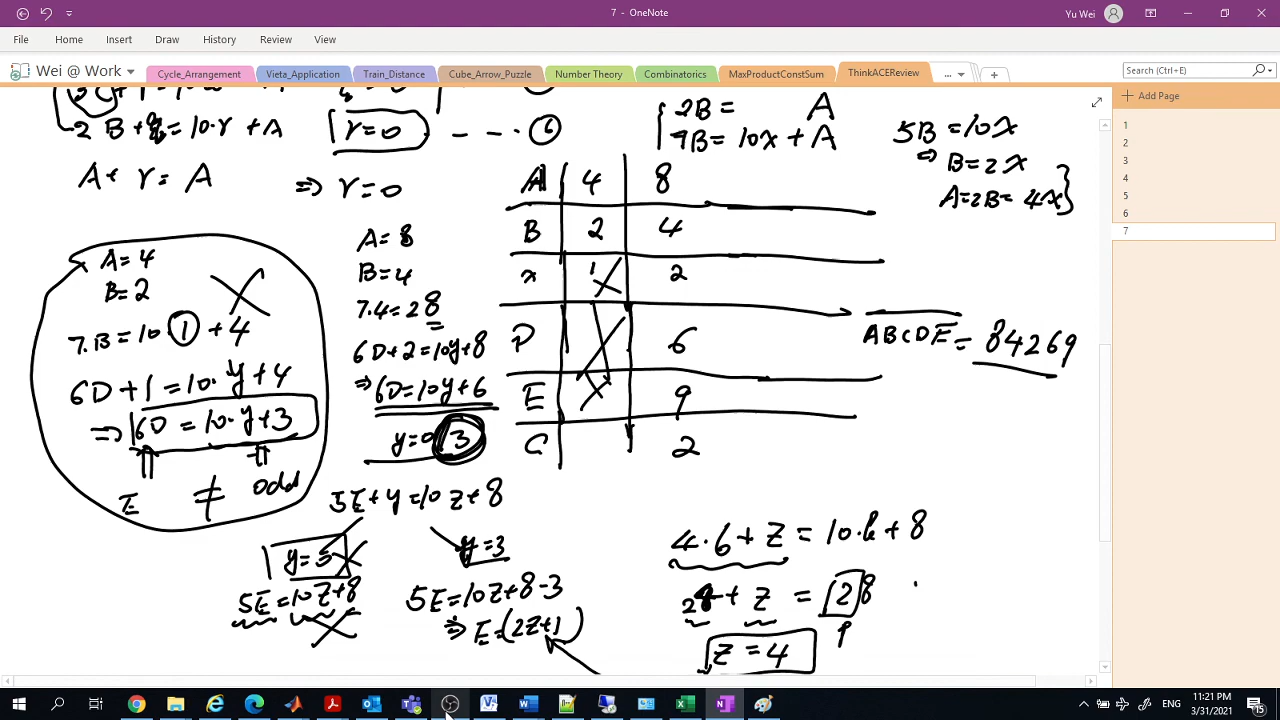 7 - OneNote
Yu Wei
File Home Insert Draw History Review View
Wei @ Work
Cycle_Arrangement Vieta_Application Train_Distance Cube_Arrow_Puzzle Number Theory Combinatorics MaxProductConstSum ThinkACEReview ...
Search (Ctrl+E)
Add Page
1
2
3
4
5
6
7
r=0 ---- ⑥
A+ r = A
⇒ r=0
2B = A
7B = 10x + A
5B = 10x
⇒ B=2x
A=2B= 4x
A 4 8
B 2 4
x 1 2
D 6
E 9
C 2
ABCDE = 84269
A=4
B=2
7.B = 10 ① +4
6D+1 =10.y+4
⇒ 6D = 10.y+3
E ≠ odd
A= 8
B=4
7.4=28
6D+2=10y+8
⇒ 6D=10y+6
y=0 3
5E+y=10z+8
y=5
5E=10z+8
y=3
5E=10z+8-3
⇒ E=(2z+1)
4.6+z = 10.k+8
24 + z = 28
z = 4
11:21 PM
3/31/2021